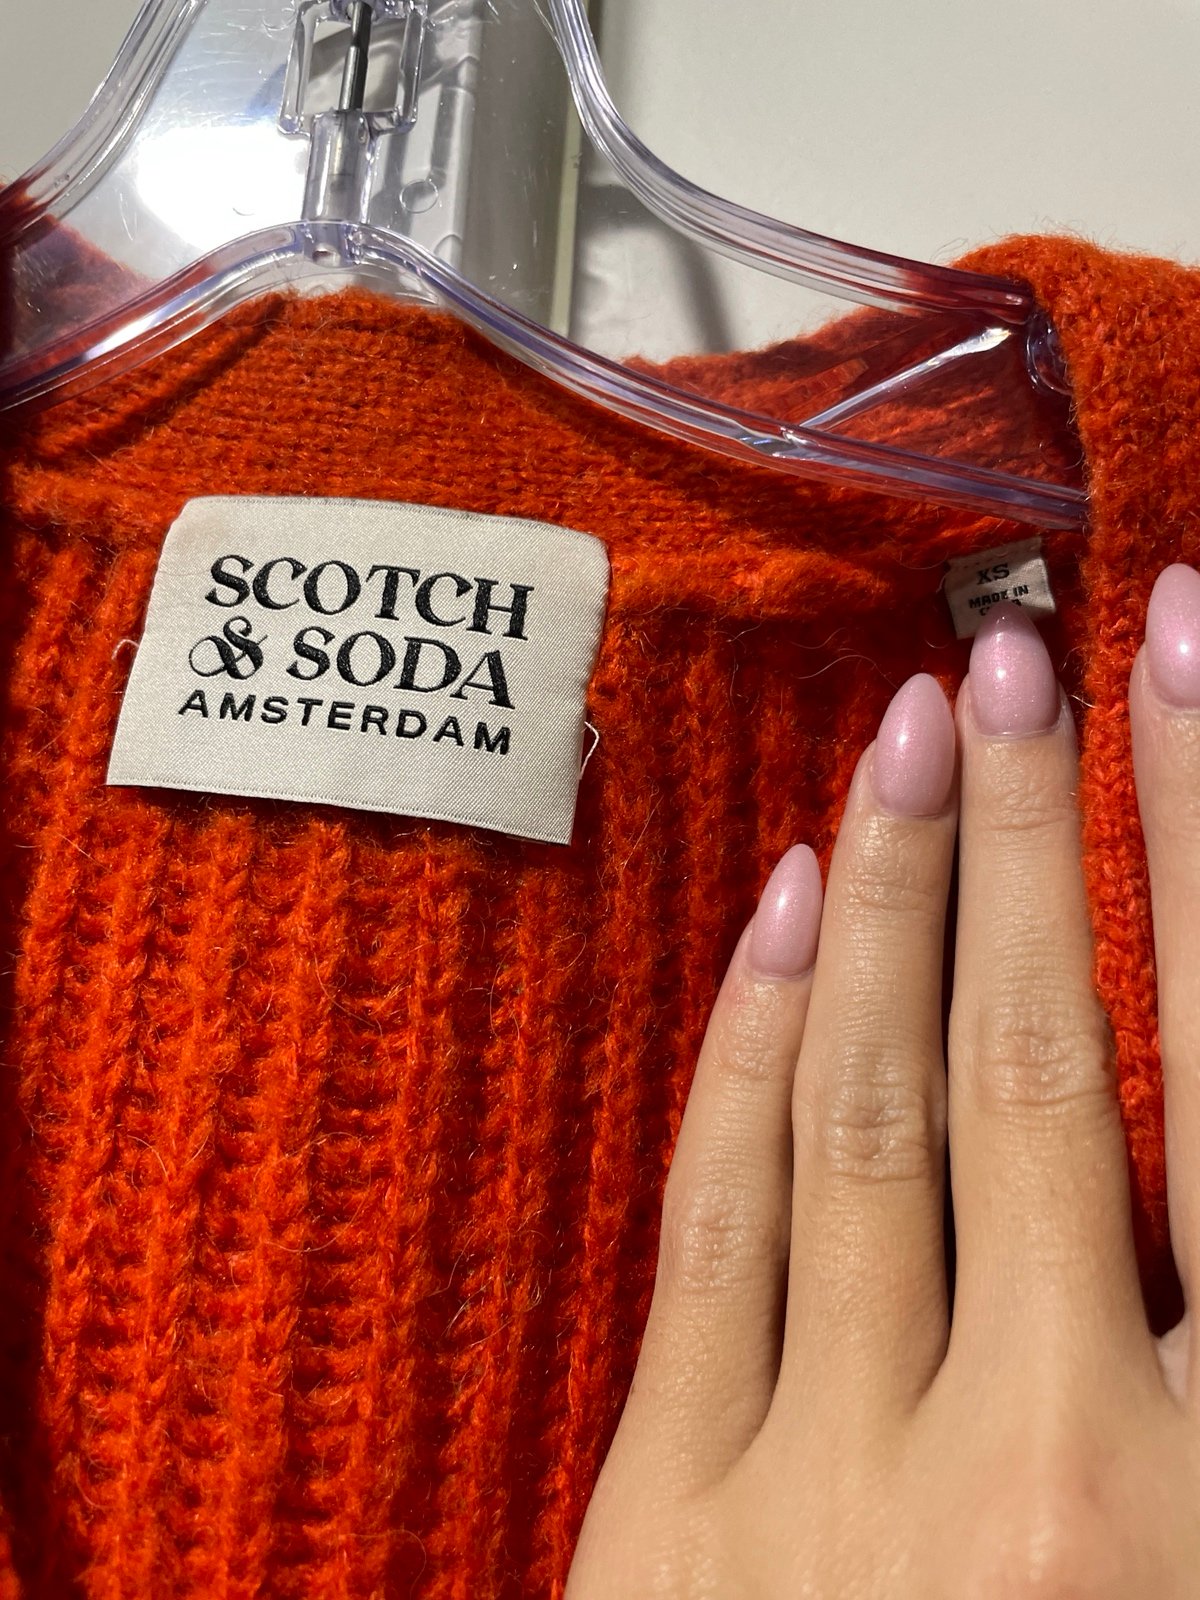 SCOTCH
& SODA
AMSTERDAM
XS
MADE IN